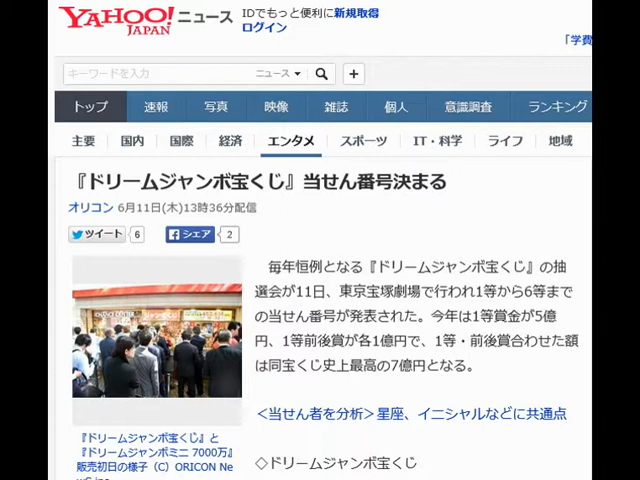 YAHOO! ニュース
JAPAN
IDでもっと便利に新規取得
ログイン
「学費
キーワードを入力
ニュース
トップ 速報 写真 映像 雑誌 個人 意識調査 ランキング
主要 国内 国際 経済 エンタメ スポーツ IT・科学 ライフ 地域
『ドリームジャンボ宝くじ』当せん番号決まる
オリコン 6月11日(木)13時36分配信
ツイート 6 シェア 2
毎年恒例となる『ドリームジャンボ宝くじ』の抽
選会が11日、東京宝塚劇場で行われ1等から6等まで
の当せん番号が発表された。今年は1等賞金が5億
円、1等前後賞が各1億円で、1等・前後賞合わせた額
は同宝くじ史上最高の7億円となる。
<当せん者を分析>星座、イニシャルなどに共通点
◇ドリームジャンボ宝くじ
CHANCE CENTER
『ドリームジャンボ宝くじ』と
『ドリームジャンボミニ 7000万』
販売初日の様子（C）ORICON Ne